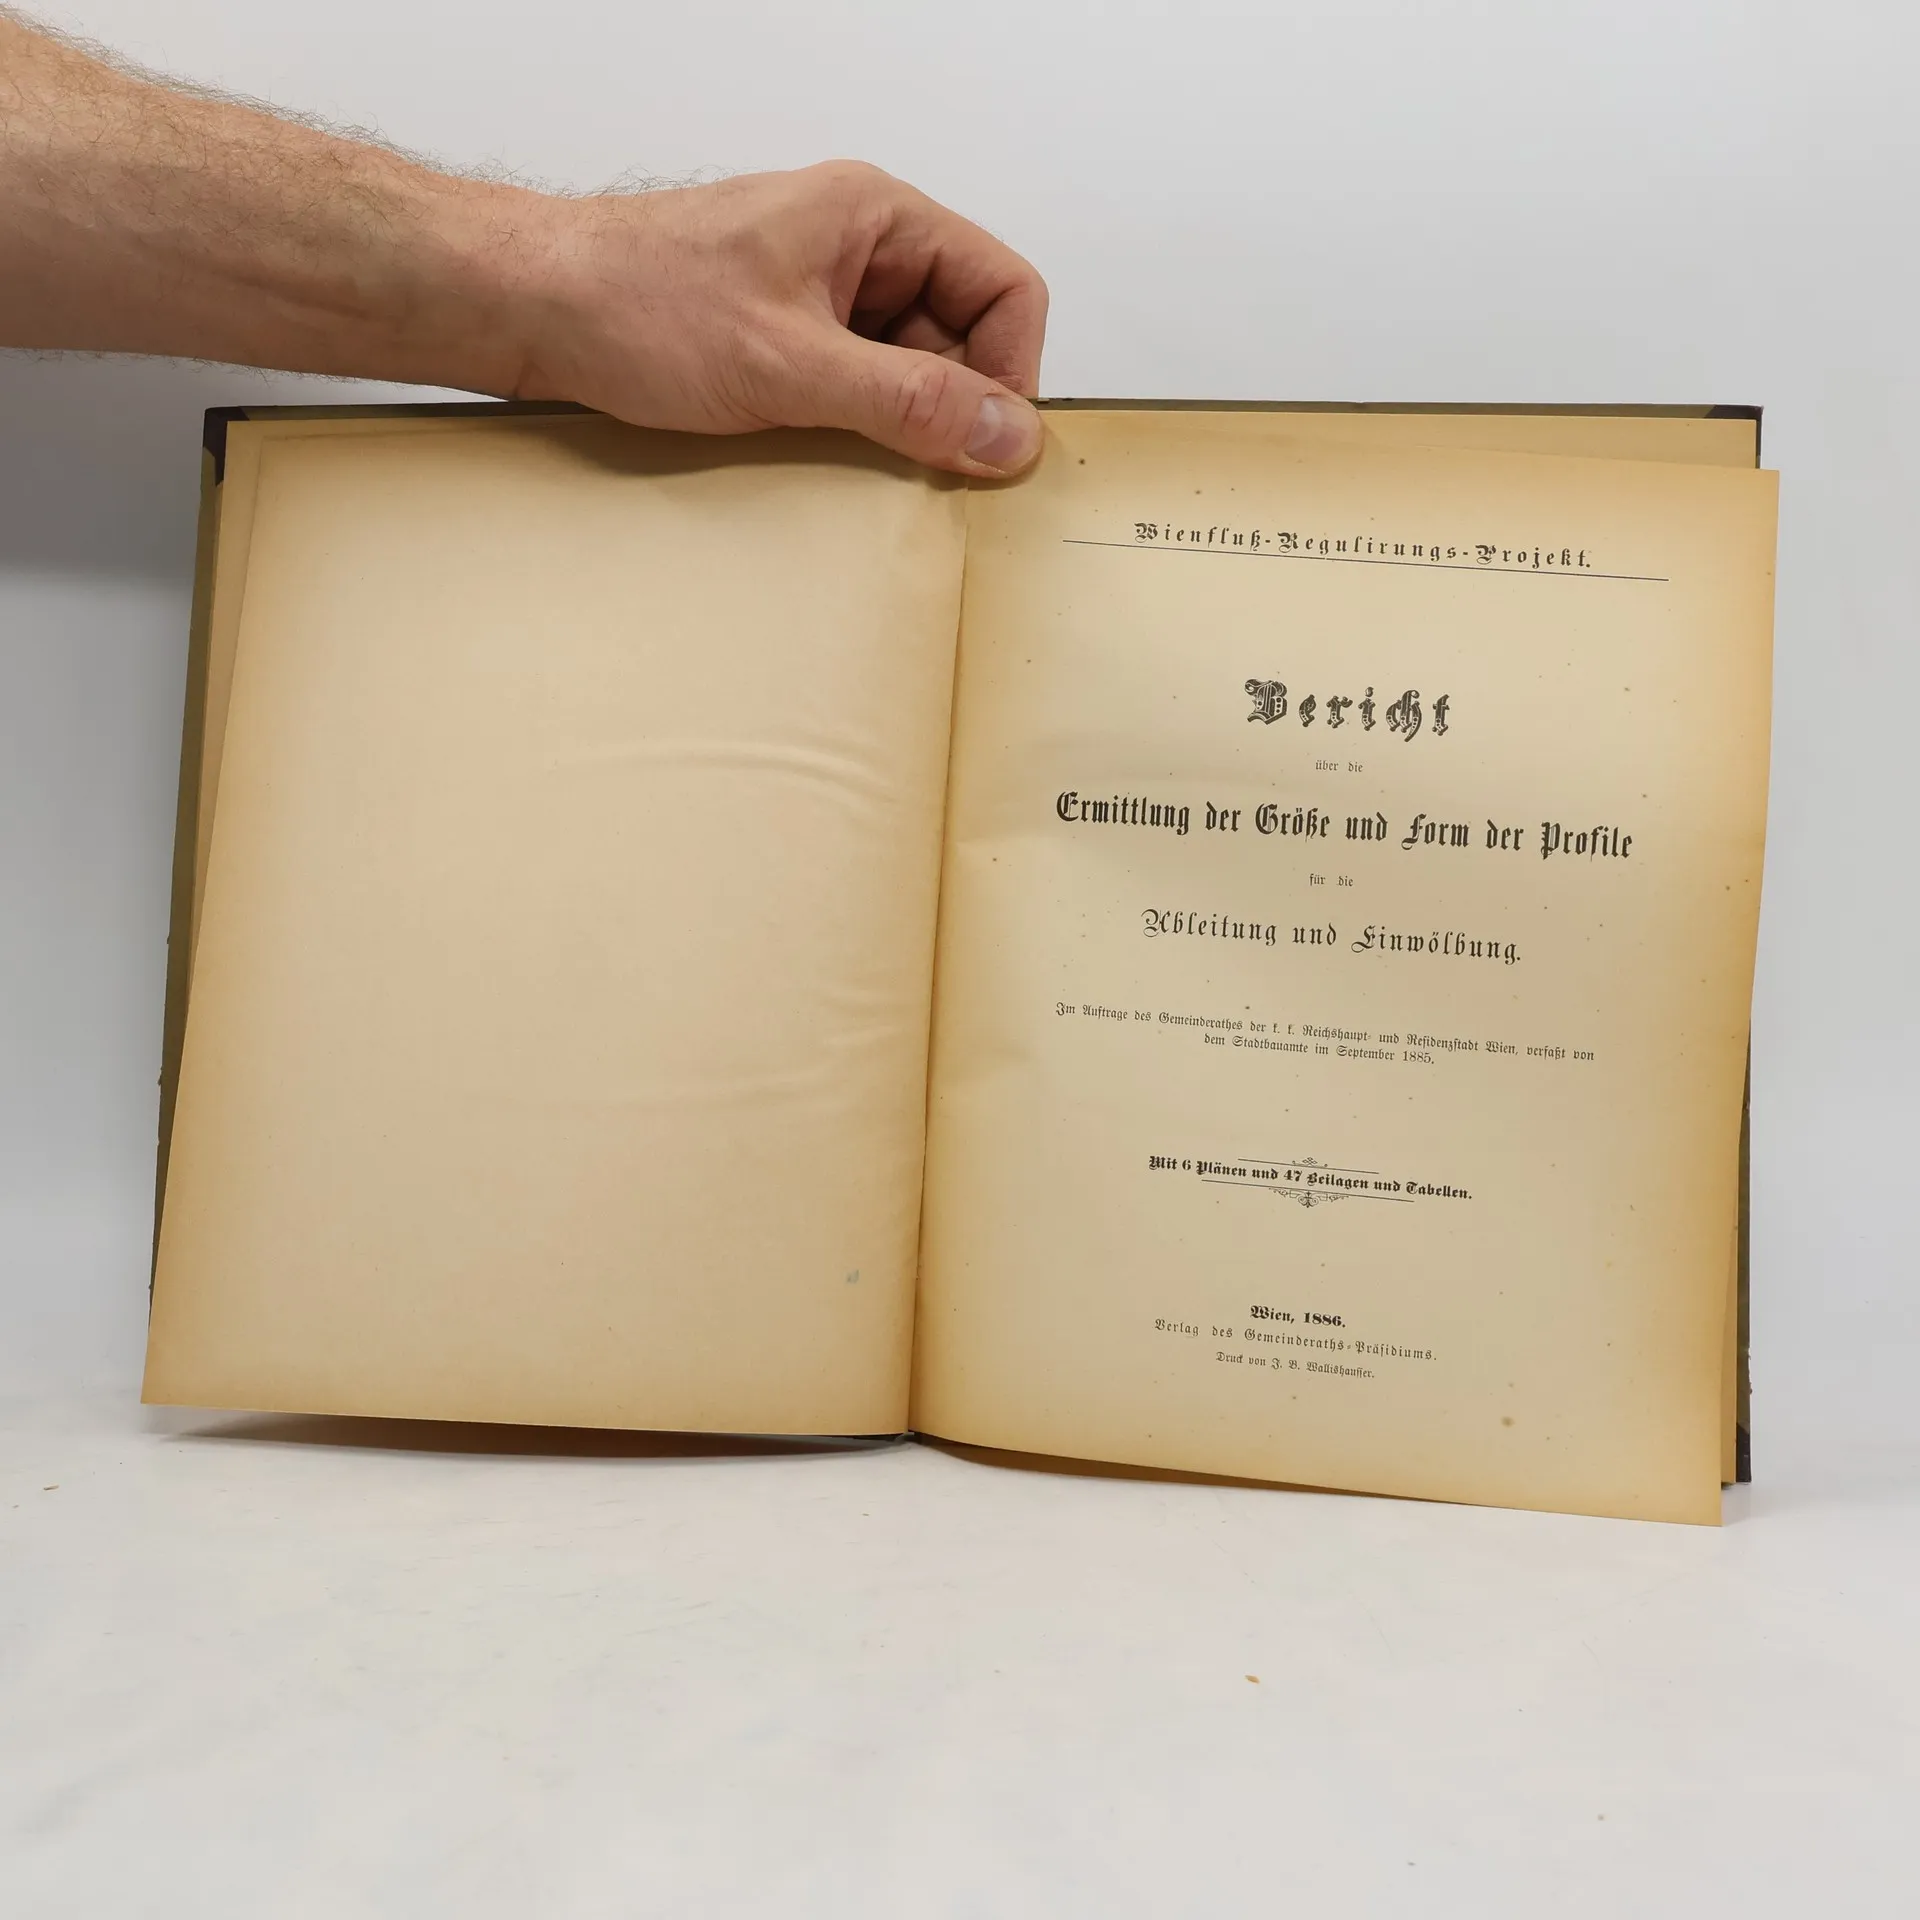 Wienfluß-Regulirungs-Projekt.
Bericht
über die
Ermittlung der Größe und Form der Profile
für die
Ableitung und Einwölbung.
Im Auftrage des Gemeinderathes der k. k. Reichshaupt- und Residenzstadt Wien, verfaßt von
dem Stadtbauamte im September 1885.
Mit 6 Plänen und 47 Beilagen und Tabellen.
Wien, 1886.
Verlag des Gemeinderaths-Präsidiums.
Druck von J. B. Wallishausser.